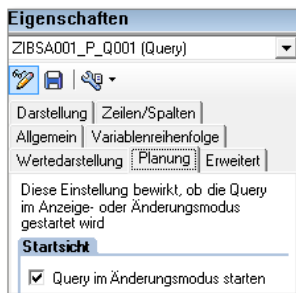 Eigenschaften
ZIBSA001_P_Q001 (Query)
Darstellung Zeilen/Spalten
Allgemein Variablenreihenfolge
Wertedarstellung Planung Erweitert
Diese Einstellung bewirkt, ob die Query
im Anzeige- oder Änderungsmodus
gestartet wird
Startsicht
Query im Änderungsmodus starten